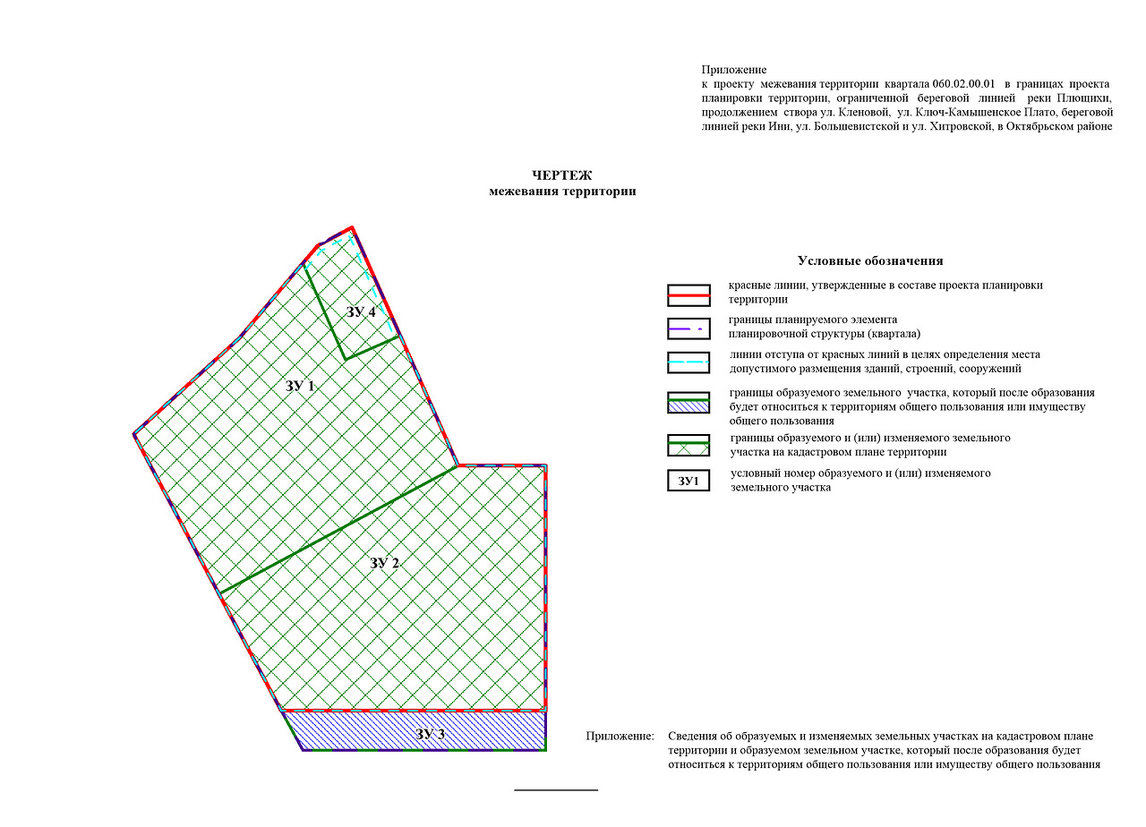 Приложение
к проекту межевания территории квартала 060.02.00.01 в границах проекта
планировки территории, ограниченной береговой линией реки Плющихи,
продолжением створа ул. Кленовой, ул. Ключ-Камышенское Плато, береговой
линией реки Ини, ул. Большевистской и ул. Хитровской, в Октябрьском районе
ЧЕРТЕЖ
межевания территории
Условные обозначения
красные линии, утвержденные в составе проекта планировки
территории
границы планируемого элемента
планировочной структуры (квартала)
линии отступа от красных линий в целях определения места
допустимого размещения зданий, строений, сооружений
границы образуемого земельного участка, который после образования
будет относиться к территориям общего пользования или имуществу
общего пользования
границы образуемого и (или) изменяемого земельного
участка на кадастровом плане территории
ЗУ1
условный номер образуемого и (или) изменяемого
земельного участка
ЗУ 4
ЗУ 1
ЗУ 2
ЗУ 3
Приложение: Сведения об образуемых и изменяемых земельных участках на кадастровом плане
территории и образуемом земельном участке, который после образования будет
относиться к территориям общего пользования или имуществу общего пользования